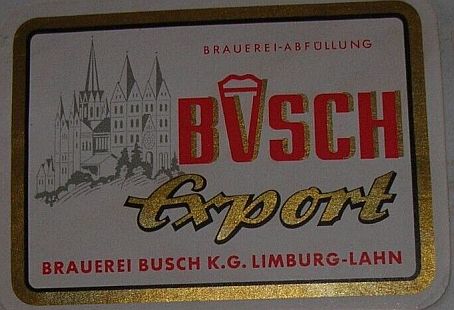 BRAUEREI-ABFÜLLUNG
BUSCH
Export
BRAUEREI BUSCH K.G. LIMBURG-LAHN